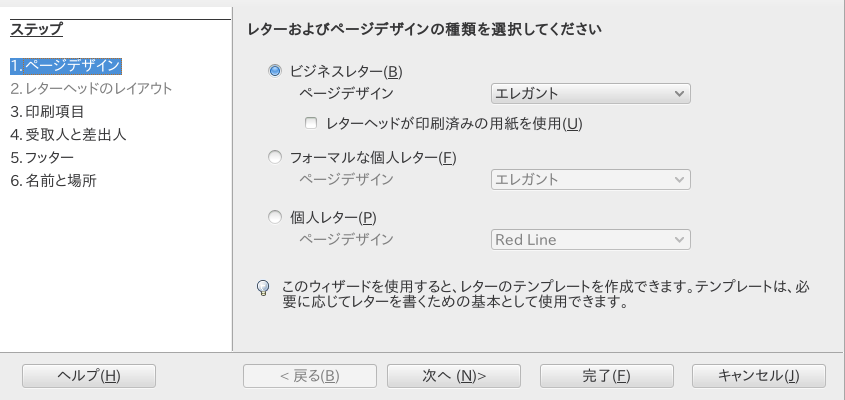 ステップ
1. ページデザイン
2. レターヘッドのレイアウト
3. 印刷項目
4. 受取人と差出人
5. フッター
6. 名前と場所
レターおよびページデザインの種類を選択してください
ビジネスレター(B)
ページデザイン エレガント
レターヘッドが印刷済みの用紙を使用(U)
フォーマルな個人レター(F)
ページデザイン エレガント
個人レター(P)
ページデザイン Red Line
このウィザードを使用すると、レターのテンプレートを作成できます。テンプレートは、必
要に応じてレターを書くための基本として使用できます。
ヘルプ(H) < 戻る(B) 次へ (N)> 完了(F) キャンセル(J)